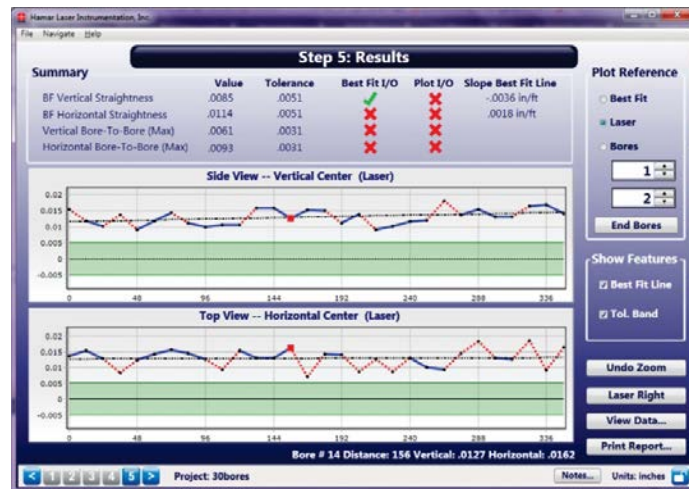 Hamar Laser Instrumentation, Inc.
File Navigate Help
Step 5: Results
Summary
Value Tolerance Best Fit I/O Plot I/O Slope Best Fit Line
BF Vertical Straightness .0085 .0051 -.0036 in/ft
BF Horizontal Straightness .0114 .0051 .0018 in/ft
Vertical Bore-To-Bore (Max) .0061 .0031
Horizontal Bore-To-Bore (Max) .0093 .0031
Plot Reference
Best Fit
Laser
Bores
1
2
End Bores
Side View -- Vertical Center (Laser)
0.02
0.015
0.01
0.005
0
-0.005
0 48 96 144 192 240 288 336
Show Features
Best Fit Line
Tol. Band
Top View -- Horizontal Center (Laser)
0.02
0.015
0.01
0.005
0
-0.005
0 48 96 144 192 240 288 336
Undo Zoom
Laser Right
View Data...
Print Report...
Bore # 14 Distance: 156 Vertical: .0127 Horizontal: .0162
< 1 2 3 4 5 > Project: 30bores Notes... Units: inches